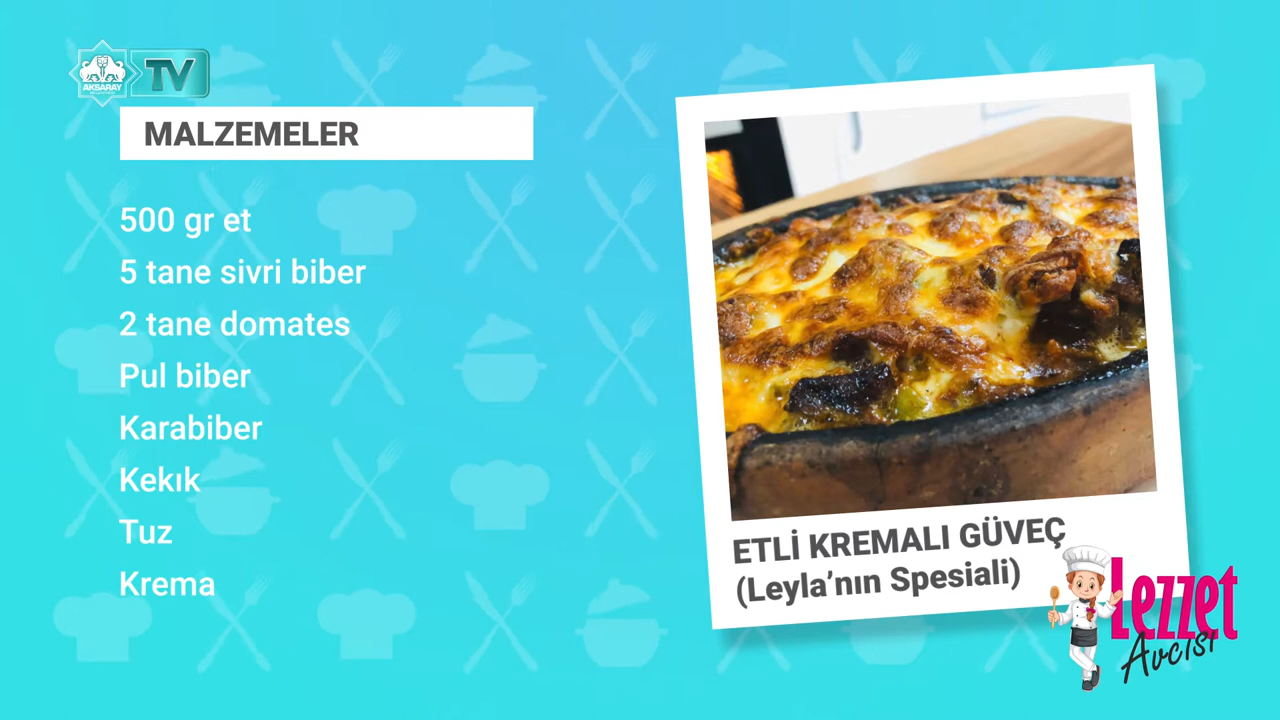 AKSARAY
TV
MALZEMELER
500 gr et
5 tane sivri biber
2 tane domates
Pul biber
Karabiber
Kekık
Tuz
Krema
ETLİ KREMALI GÜVEÇ
(Leyla’nın Spesiali)
Lezzet
Avcısı